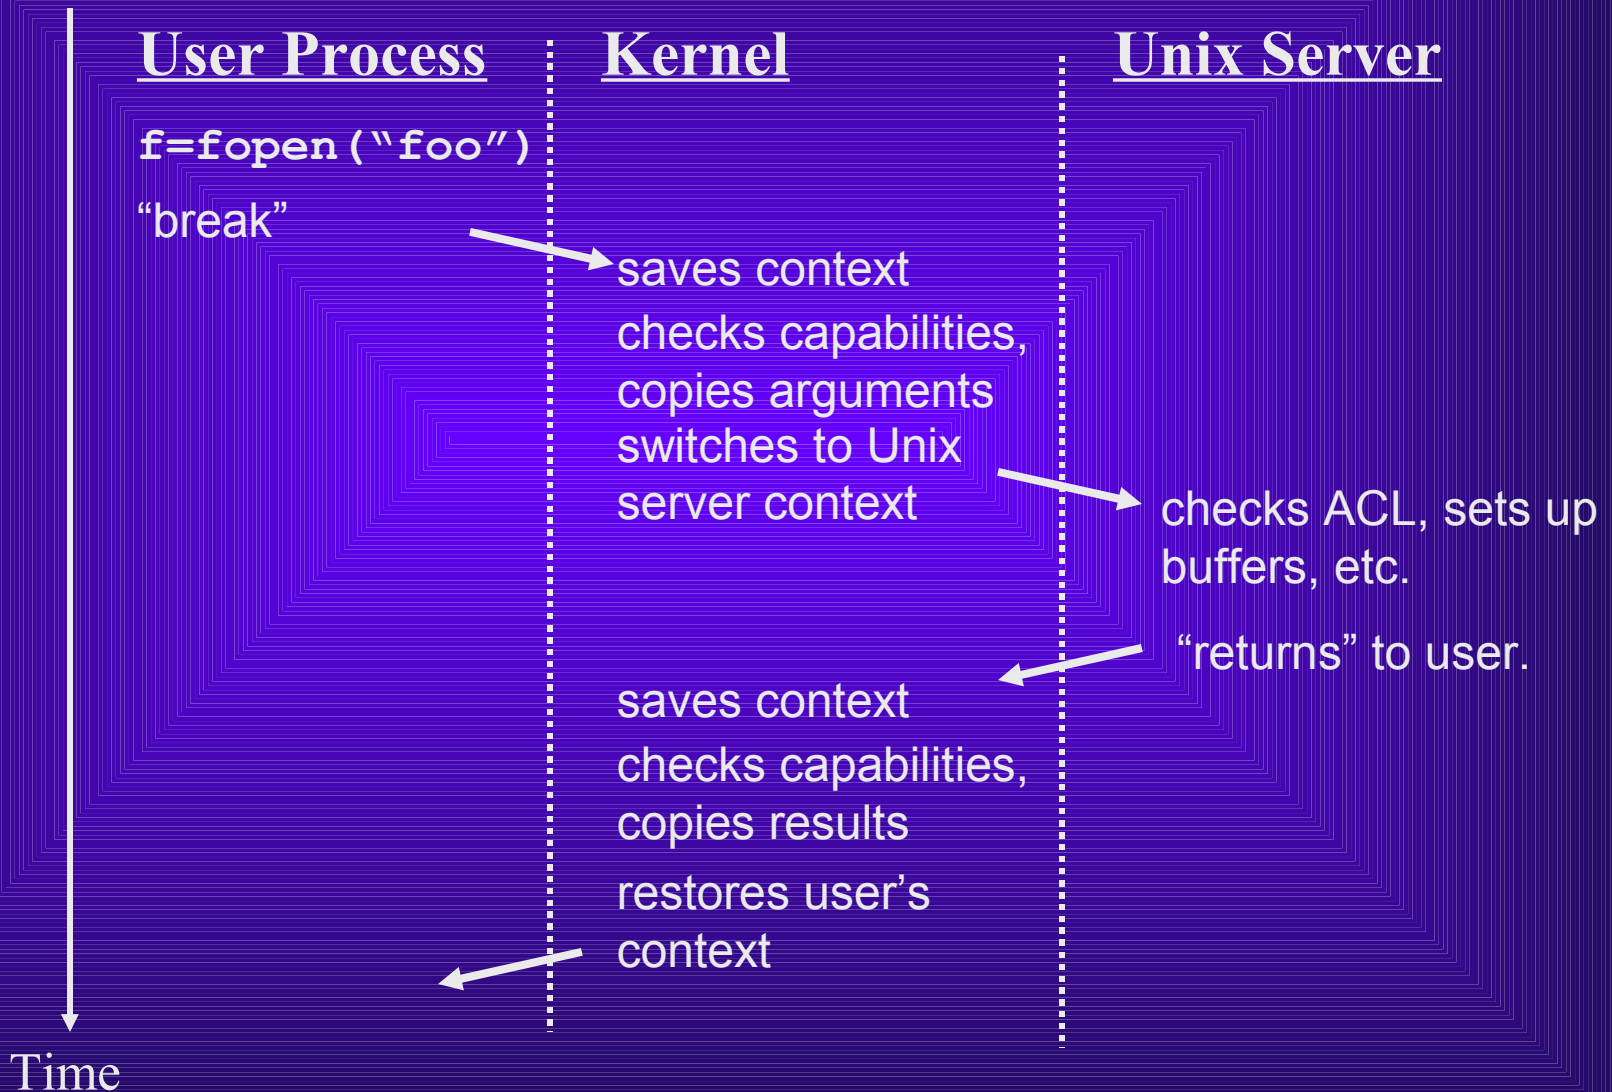 User Process
Kernel
Unix Server
f=fopen(“foo”)
“break”
saves context
checks capabilities,
copies arguments
switches to Unix
server context
checks ACL, sets up
buffers, etc.
“returns” to user.
saves context
checks capabilities,
copies results
restores user’s
context
Time